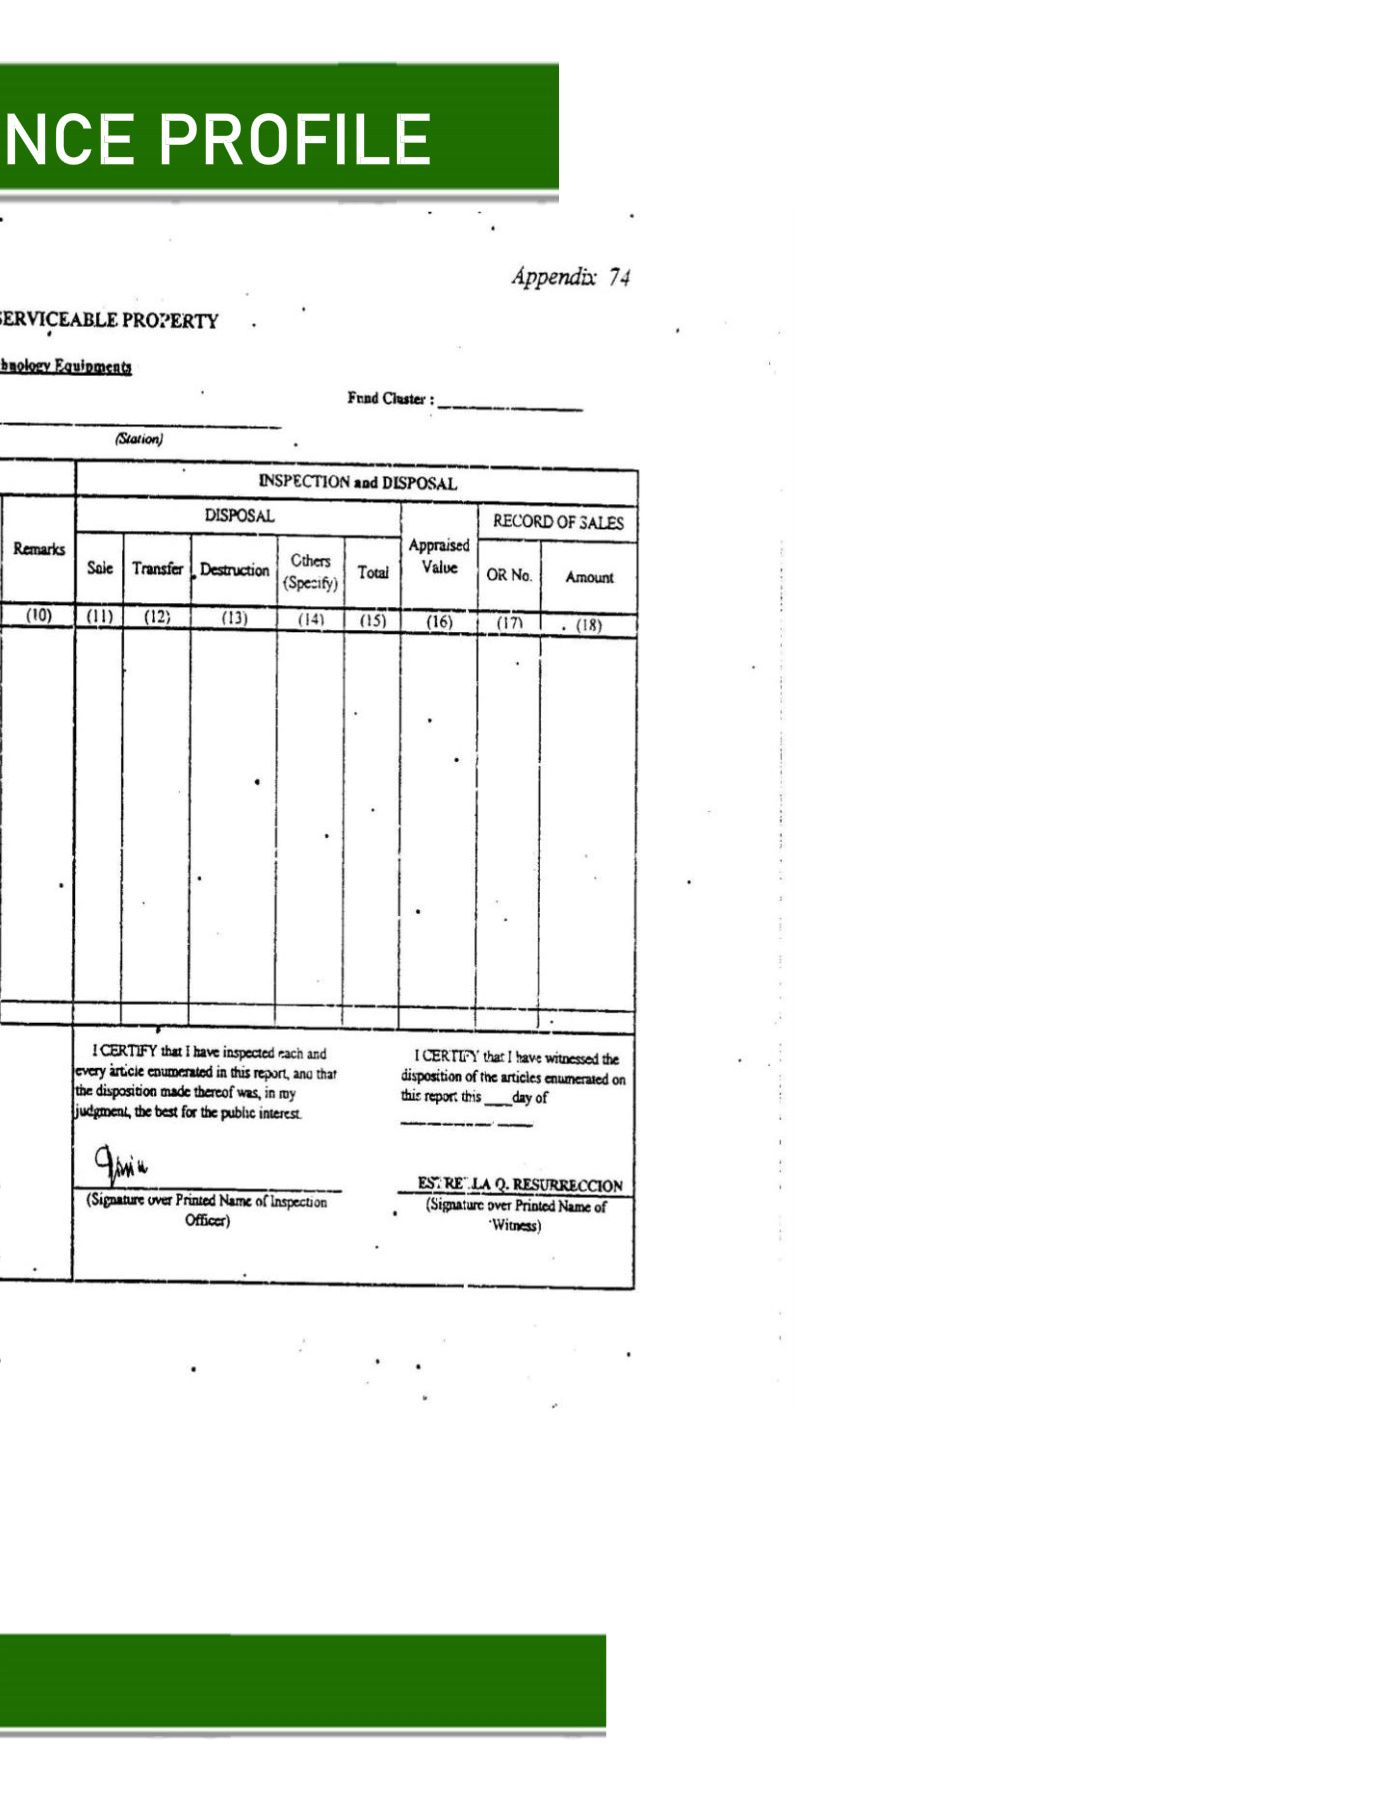 NCE PROFILE
Appendix 74
SERVICEABLE PROPERTY
hnology Equipments
Fund Cluster :
(Station)
INSPECTION and DISPOSAL
DISPOSAL
RECORD OF SALES
Remarks
Sale
Transfer
Destruction
Others
(Specify)
Total
Appraised
Value
OR No.
Amount
(10) (11) (12) (13) (14) (15) (16) (17) (18)
I CERTIFY that I have inspected each and
every article enumerated in this report, and that
the disposition made thereof was, in my
judgment, the best for the public interest.
I CERTIFY that I have witnessed the
disposition of the articles enumerated on
this report this ____day of
(Signature over Printed Name of Inspection
Officer)
ESTRELLA Q. RESURRECCION
(Signature over Printed Name of
Witness)